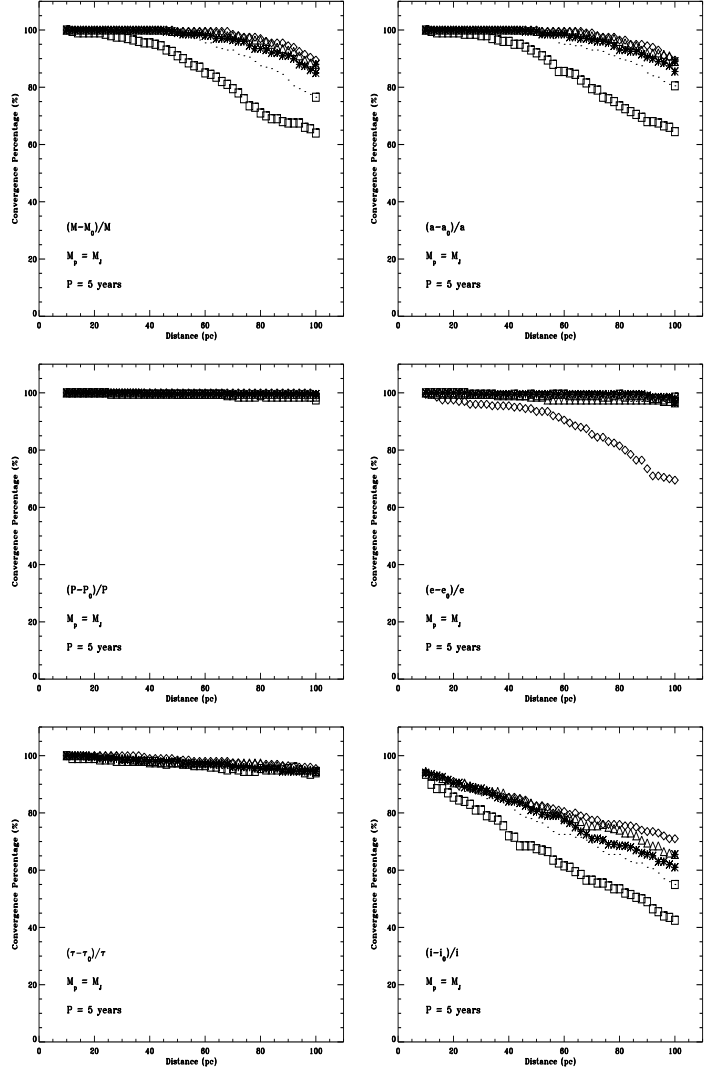 100
80
60
40
20
0
Convergence Percentage (%)
(M-M₀)/M
Mₚ = M_J
P = 5 years
0 20 40 60 80 100
Distance (pc)
100
80
60
40
20
0
Convergence Percentage (%)
(a-a₀)/a
Mₚ = M_J
P = 5 years
0 20 40 60 80 100
Distance (pc)
100
80
60
40
20
0
Convergence Percentage (%)
(P-P₀)/P
Mₚ = M_J
P = 5 years
0 20 40 60 80 100
Distance (pc)
100
80
60
40
20
0
Convergence Percentage (%)
(e-e₀)/e
Mₚ = M_J
P = 5 years
0 20 40 60 80 100
Distance (pc)
100
80
60
40
20
0
Convergence Percentage (%)
(τ-τ₀)/τ
Mₚ = M_J
P = 5 years
0 20 40 60 80 100
Distance (pc)
100
80
60
40
20
0
Convergence Percentage (%)
(i-i₀)/i
Mₚ = M_J
P = 5 years
0 20 40 60 80 100
Distance (pc)